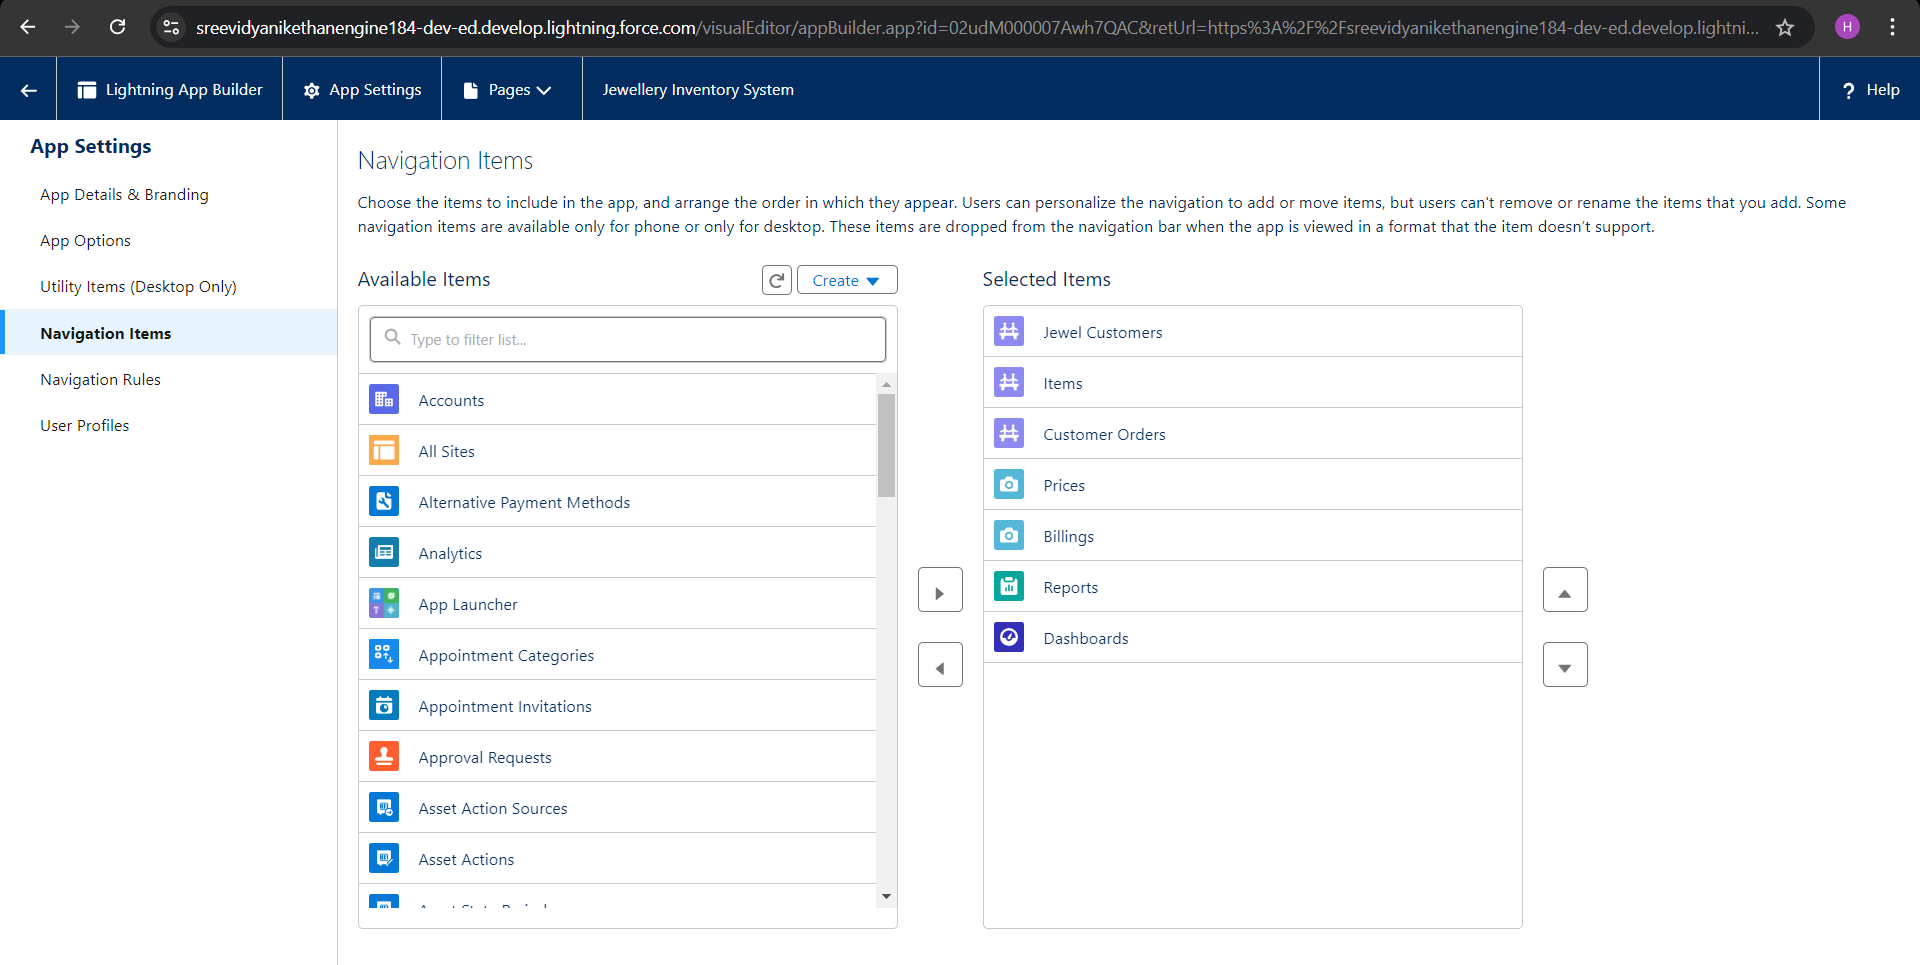 sreevidyanikethanengine184-dev-ed.develop.lightning.force.com/visualEditor/appBuilder.app?id=02udM000007Awh7QAC&retUrl=https%3A%2F%2Fsreevidyanikethanengine184-dev-ed.develop.lightni...
H
Lightning App Builder
App Settings
Pages
Jewellery Inventory System
? Help
App Settings
App Details & Branding
App Options
Utility Items (Desktop Only)
Navigation Items
Navigation Rules
User Profiles
Navigation Items
Choose the items to include in the app, and arrange the order in which they appear. Users can personalize the navigation to add or move items, but users can't remove or rename the items that you add. Some
navigation items are available only for phone or only for desktop. These items are dropped from the navigation bar when the app is viewed in a format that the item doesn't support.
Available Items
Create
Type to filter list...
Accounts
All Sites
Alternative Payment Methods
Analytics
App Launcher
Appointment Categories
Appointment Invitations
Approval Requests
Asset Action Sources
Asset Actions
Selected Items
Jewel Customers
Items
Customer Orders
Prices
Billings
Reports
Dashboards